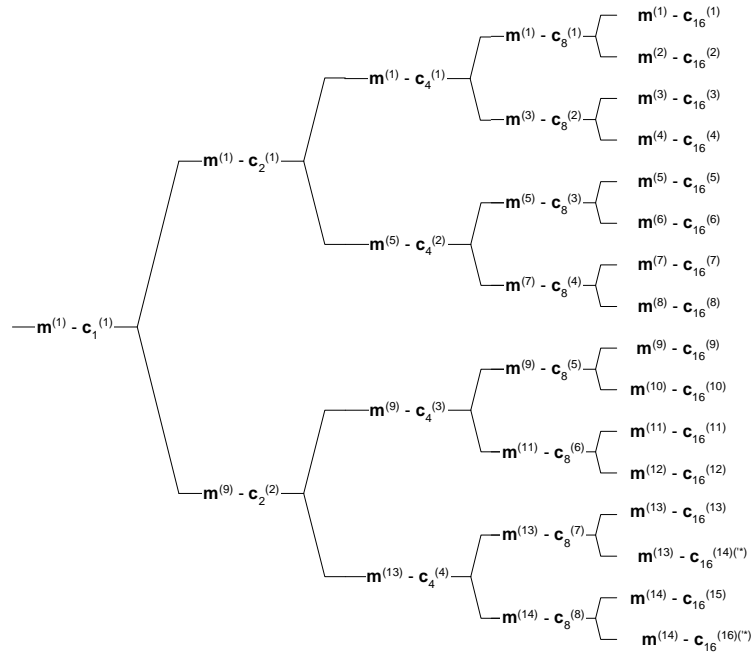 m(1) - c16(1)
m(1) - c8(1)
m(2) - c16(2)
m(1) - c4(1)
m(3) - c16(3)
m(3) - c8(2)
m(4) - c16(4)
m(1) - c2(1)
m(5) - c16(5)
m(5) - c8(3)
m(6) - c16(6)
m(5) - c4(2)
m(7) - c16(7)
m(7) - c8(4)
m(8) - c16(8)
m(1) - c1(1)
m(9) - c16(9)
m(9) - c8(5)
m(10) - c16(10)
m(9) - c4(3)
m(11) - c16(11)
m(11) - c8(6)
m(12) - c16(12)
m(9) - c2(2)
m(13) - c16(13)
m(13) - c8(7)
m(13) - c16(14)('*)
m(13) - c4(4)
m(14) - c16(15)
m(14) - c8(8)
m(14) - c16(16)('*)